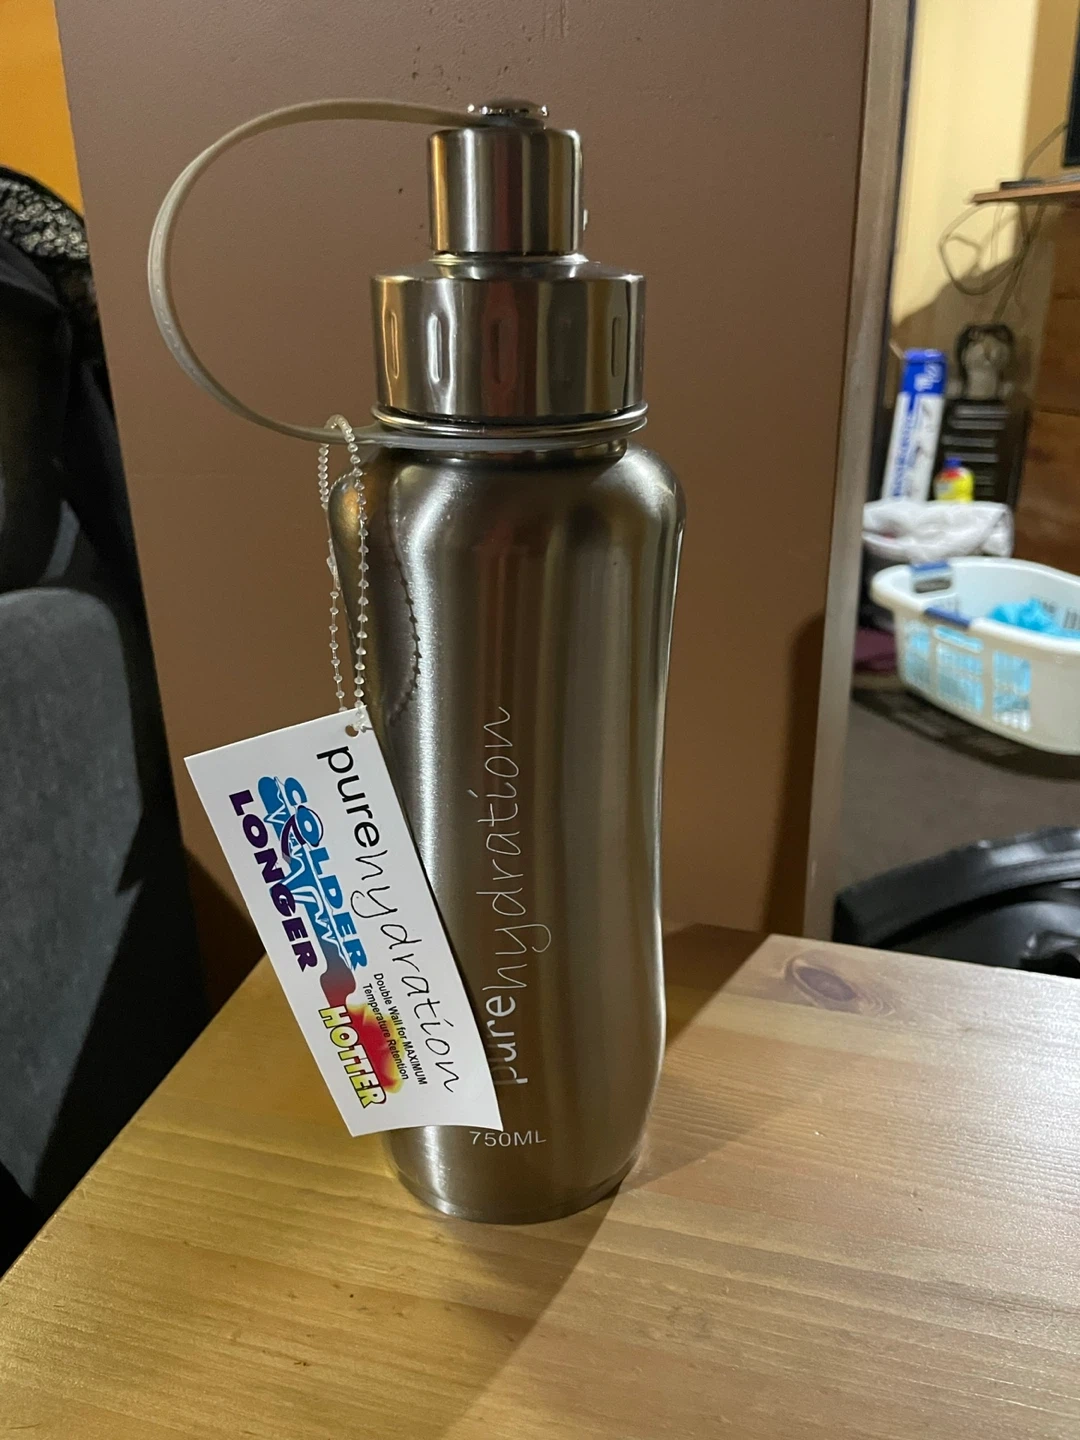 purehydration
COLDER
LONGER
HOTTER
Double Wall for MAXIMUM
Temperature Retention
purehydration
750ML